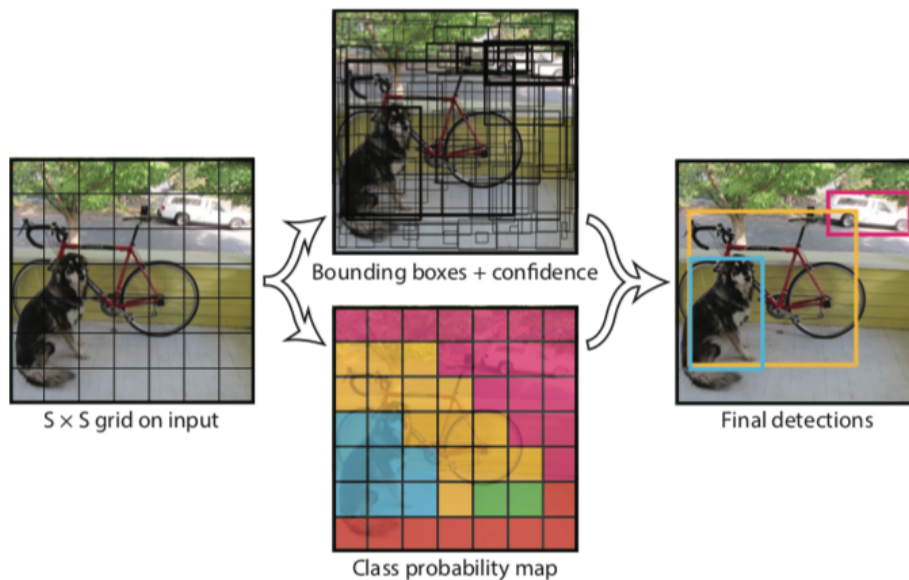 Bounding boxes + confidence
S × S grid on input
Final detections
Class probability map